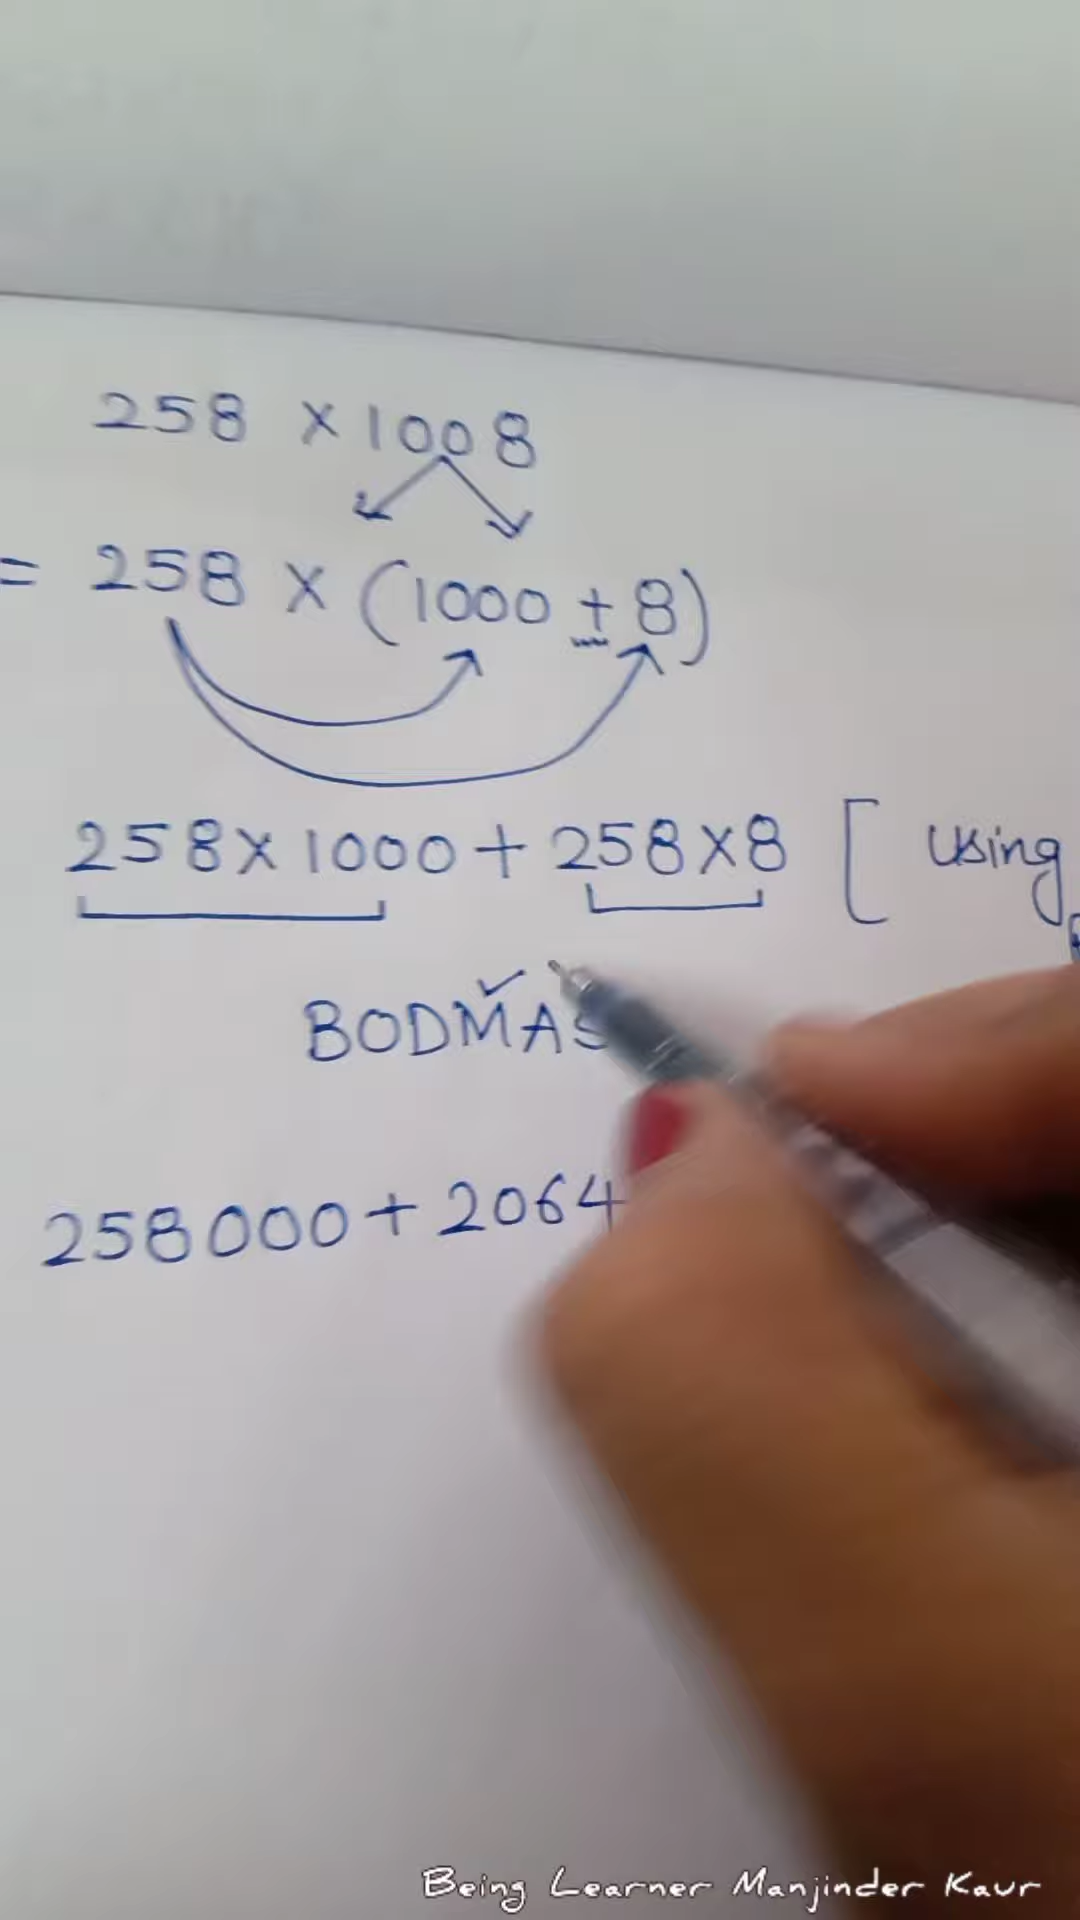 258 × 1008
= 258 × (1000 + 8)
258 × 1000 + 258 × 8 [ Using
BODMAS
258000 + 2064
Being Learner Manjinder Kaur